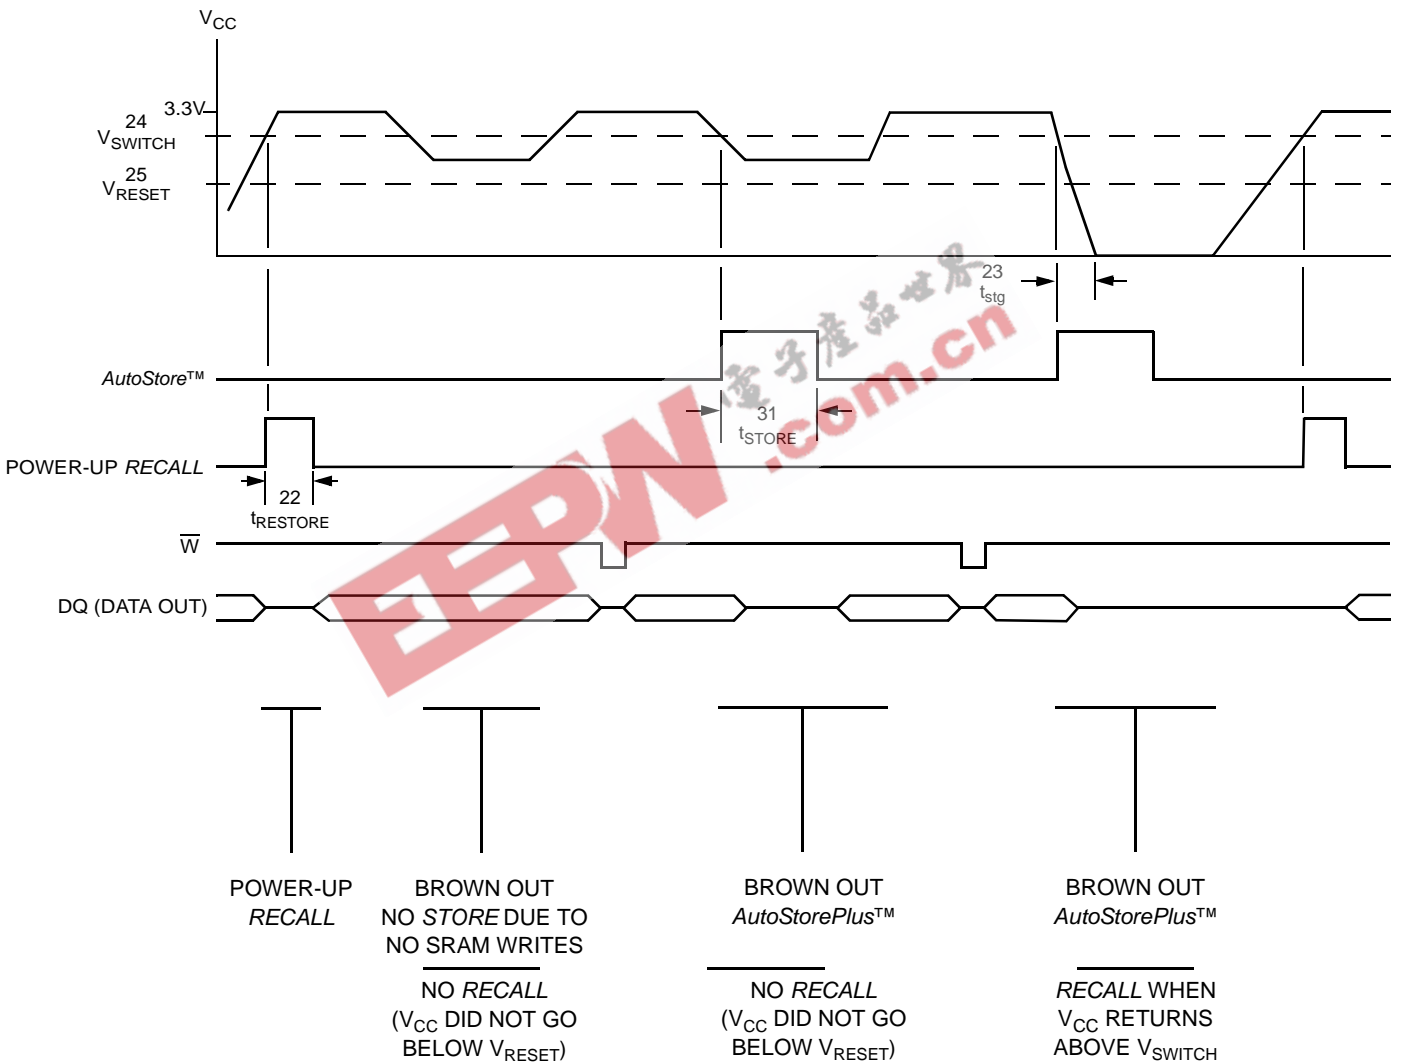 VCC
3.3V
24
VSWITCH
25
VRESET
23
tstg
AutoStore™
31
tSTORE
POWER-UP RECALL
22
tRESTORE
W
DQ (DATA OUT)
電子產品世界
EEPW.com.cn
POWER-UP
RECALL
BROWN OUT
NO STORE DUE TO
NO SRAM WRITES
NO RECALL
(VCC DID NOT GO
BELOW VRESET)
BROWN OUT
AutoStorePlus™
NO RECALL
(VCC DID NOT GO
BELOW VRESET)
BROWN OUT
AutoStorePlus™
RECALL WHEN
VCC RETURNS
ABOVE VSWITCH